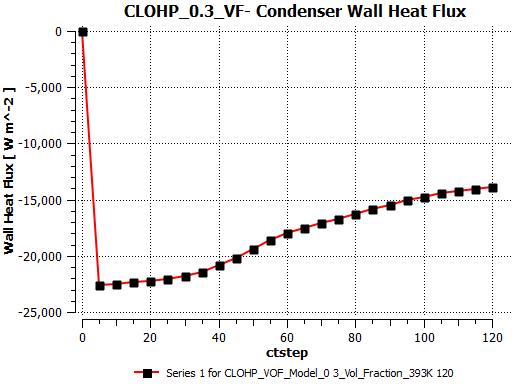 CLOHP_0.3_VF- Condenser Wall Heat Flux
Wall Heat Flux [ W m^-2 ]
0
-5,000
-10,000
-15,000
-20,000
-25,000
0 20 40 60 80 100 120
ctstep
Series 1 for CLOHP_VOF_Model_0 3_Vol_Fraction_393K 120